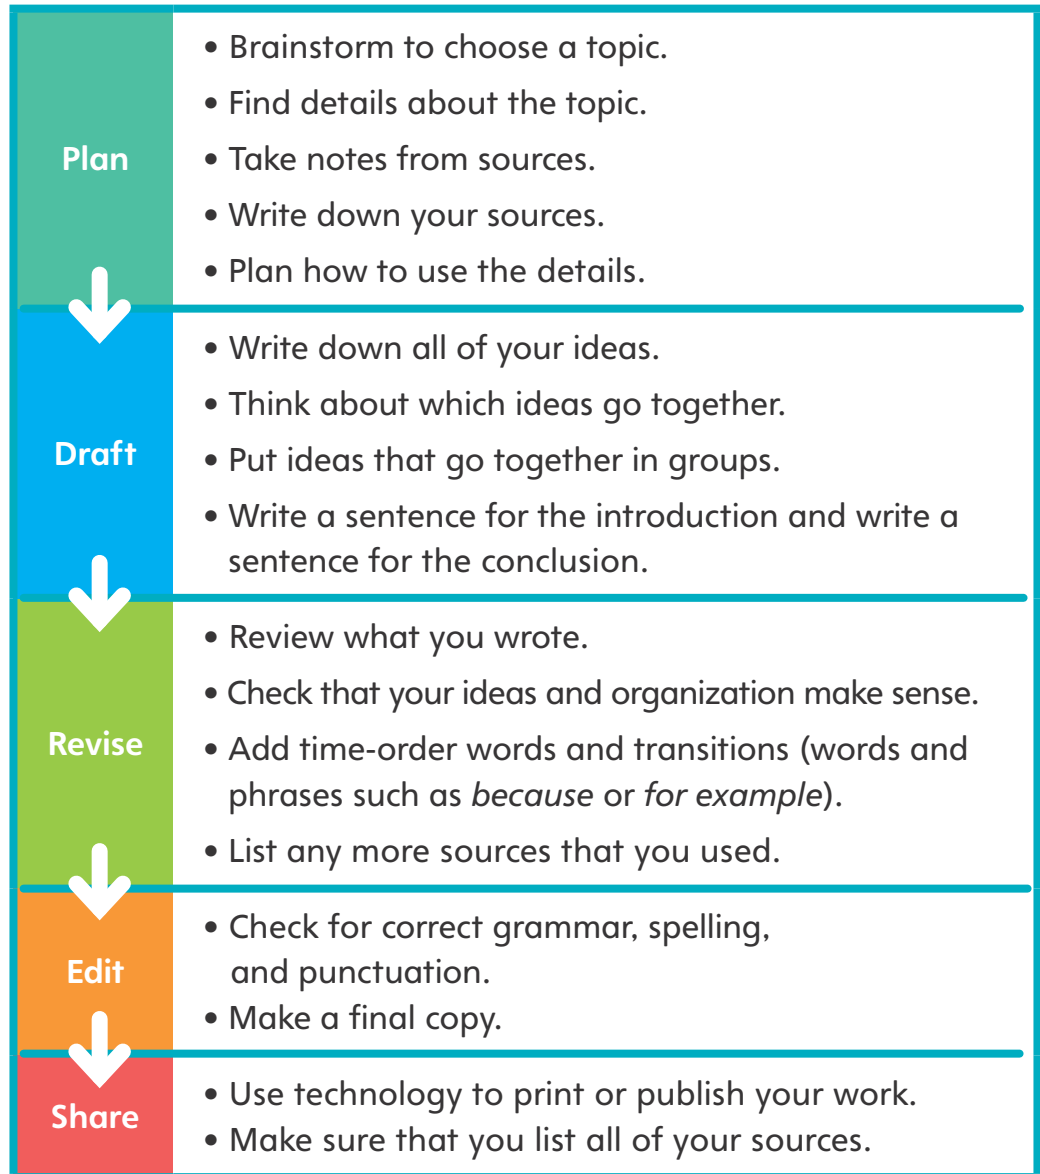 Plan
• Brainstorm to choose a topic.
• Find details about the topic.
• Take notes from sources.
• Write down your sources.
• Plan how to use the details.
Draft
• Write down all of your ideas.
• Think about which ideas go together.
• Put ideas that go together in groups.
• Write a sentence for the introduction and write a
sentence for the conclusion.
Revise
• Review what you wrote.
• Check that your ideas and organization make sense.
• Add time-order words and transitions (words and
phrases such as because or for example).
• List any more sources that you used.
Edit
• Check for correct grammar, spelling,
and punctuation.
• Make a final copy.
Share
• Use technology to print or publish your work.
• Make sure that you list all of your sources.